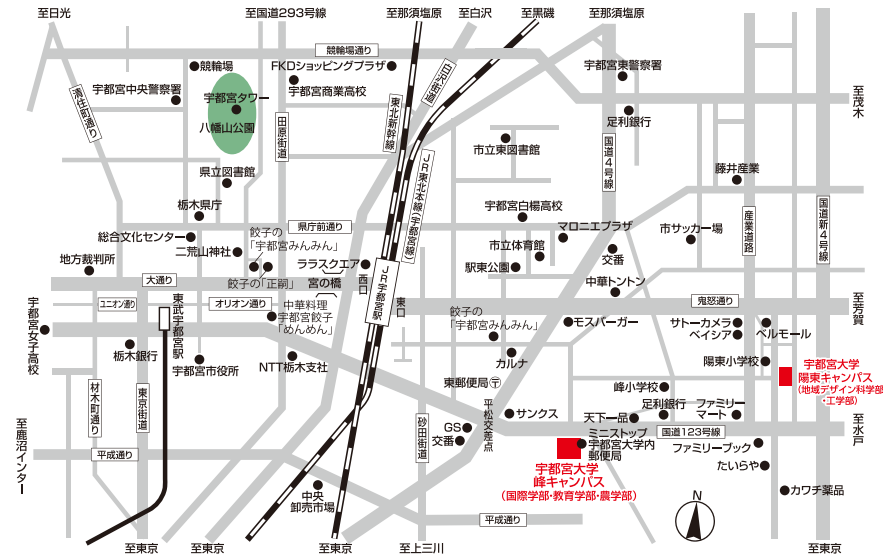 至日光
至国道293号線
至那須塩原
至白沢
至黒磯
至那須塩原
競輪場通り
競輪場
FKDショッピングプラザ
白沢街道
宇都宮東警察署
宇都宮中央警察署
宇都宮商業高校
清住町通り
宇都宮タワー
八幡山公園
田原街道
東北新幹線
足利銀行
至茂木
市立東図書館
国道4号線
JR東北本線(宇都宮線)
県立図書館
藤井産業
栃木県庁
宇都宮白楊高校
産業道路
国道新4号線
県庁前通り
総合文化センター
餃子の
「宇都宮みんみん」
マロニエプラザ
市サッカー場
二荒山神社
市立体育館
交番
地方裁判所
ララスクエア
駅東公園
大通り
餃子の「正嗣」
宮の橋
西口
JR宇都宮駅
東口
中華トントン
ユニオン通り
オリオン通り
中華料理
宇都宮餃子
「めんめん」
鬼怒通り
至芳賀
宇都宮女子高校
東武宇都宮駅
餃子の
「宇都宮みんみん」
モスバーガー
サトーカメラ
ベイシア
ベルモール
栃木銀行
宇都宮市役所
NTT栃木支社
カルナ
陽東小学校
宇都宮大学
陽東キャンパス
(地域デザイン科学部
・工学部)
東郵便局〒
峰小学校
材木町通り
東京街道
砂田街道
平松交差点
サンクス
足利銀行
ファミリー
マート
天下一品
至水戸
GS
交番
国道123号線
ミニストップ
宇都宮大学内
郵便局
ファミリーブック
至鹿沼インター
平成通り
宇都宮大学
峰キャンパス
(国際学部・教育学部・農学部)
たいらや
中央
卸売市場
カワチ薬品
N
平成通り
至東京
至東京
至東京
至上三川
至東京